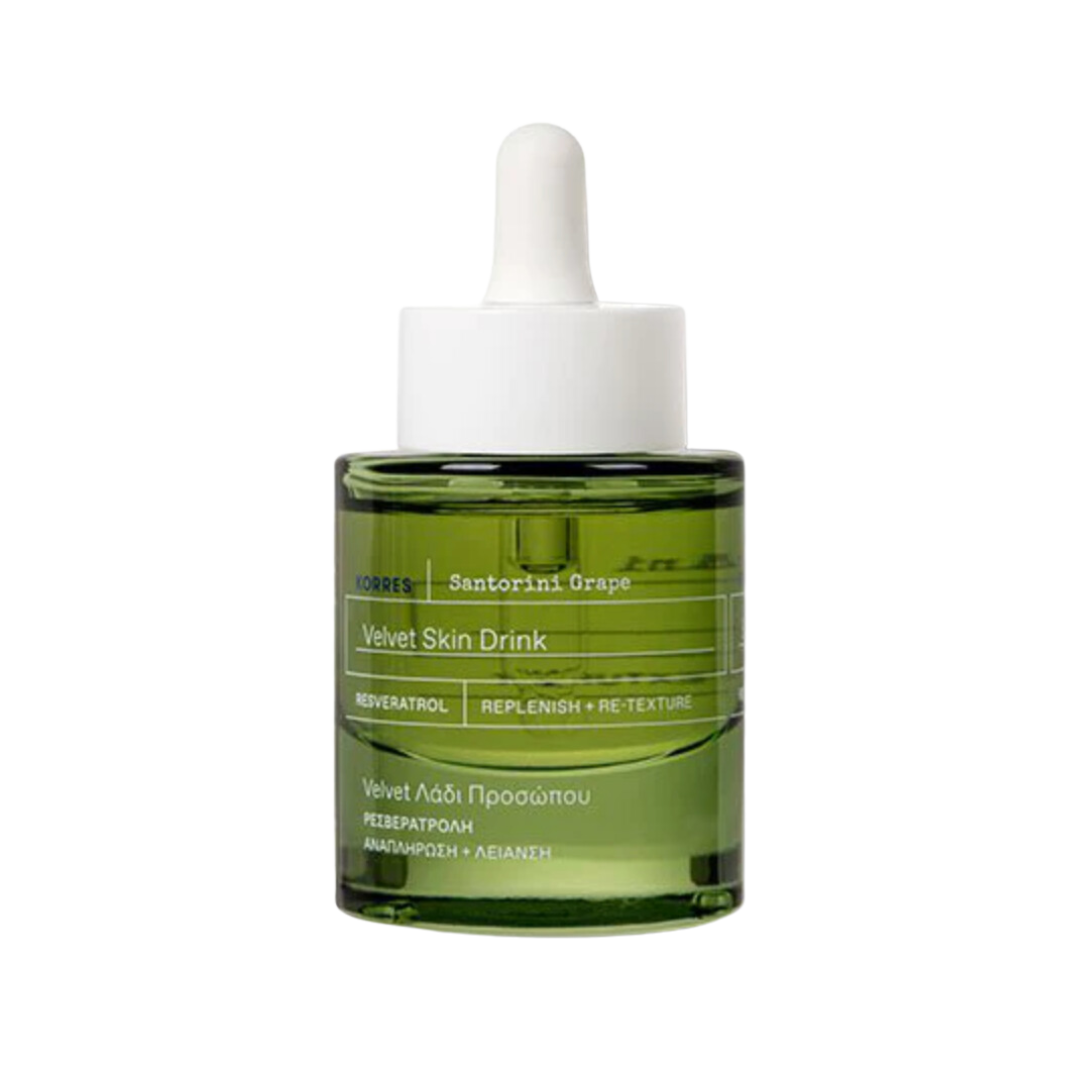 KORRES | Santorini Grape
Velvet Skin Drink
RESVERATROL | REPLENISH + RE-TEXTURE
Velvet Λάδι Προσώπου
ΡΕΣΒΕΡΑΤΡΟΛΗ
ΑΝΑΠΛΗΡΩΣΗ + ΛΕΙΑΝΣΗ